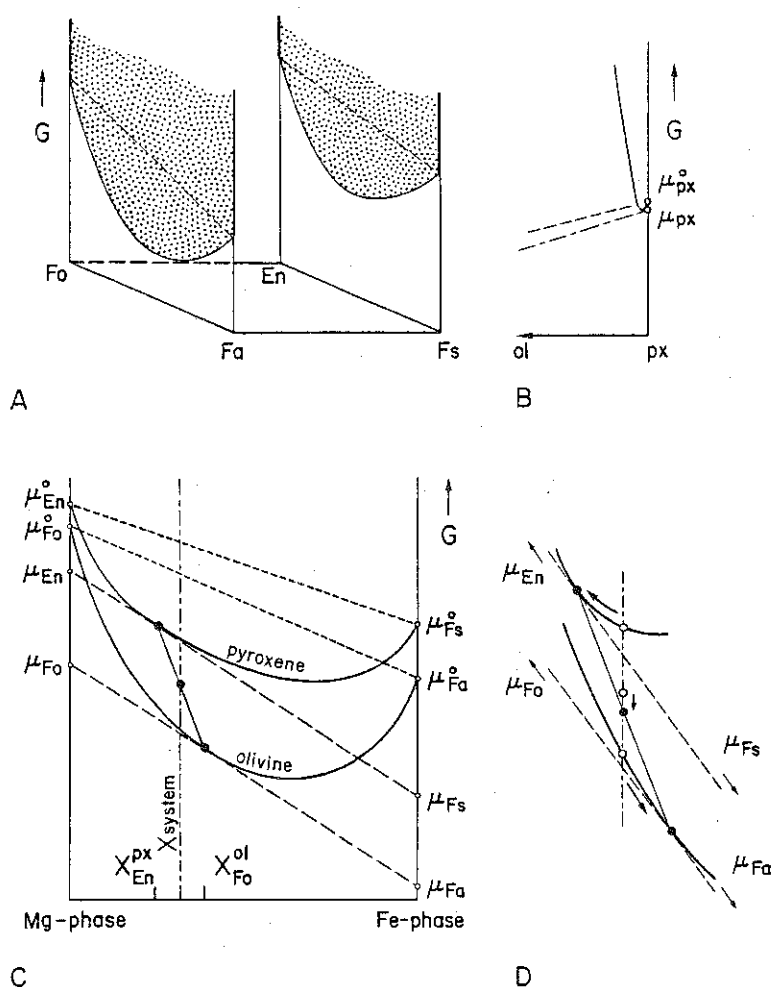 G
Fo
En
Fa
Fs
A
G
μ°px
μpx
ol
px
B
μ°En
μ°Fo
μEn
μFo
G
μ°Fs
μ°Fa
pyroxene
olivine
μFs
μFa
Xsystem
XpxEn
XolFo
Mg-phase
Fe-phase
C
μEn
μFo
μFs
μFa
D